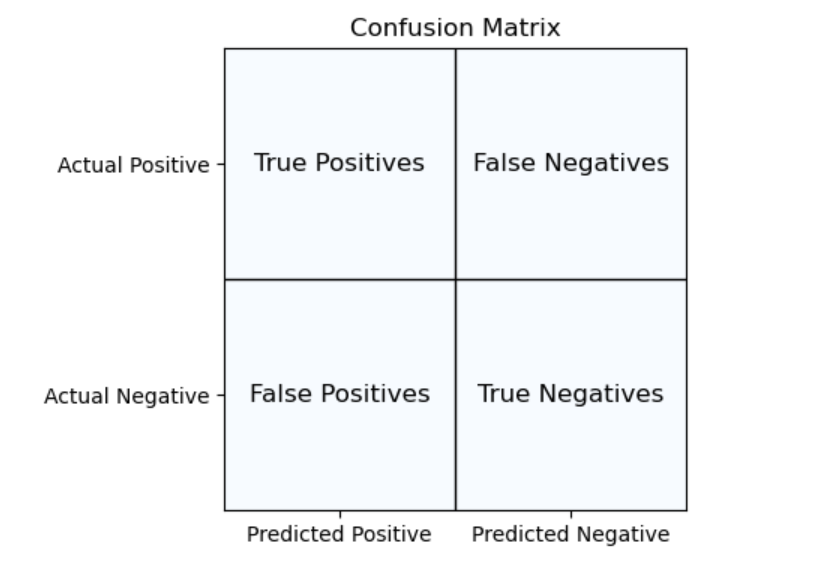 Confusion Matrix
Actual Positive
True Positives
False Negatives
Actual Negative
False Positives
True Negatives
Predicted Positive
Predicted Negative